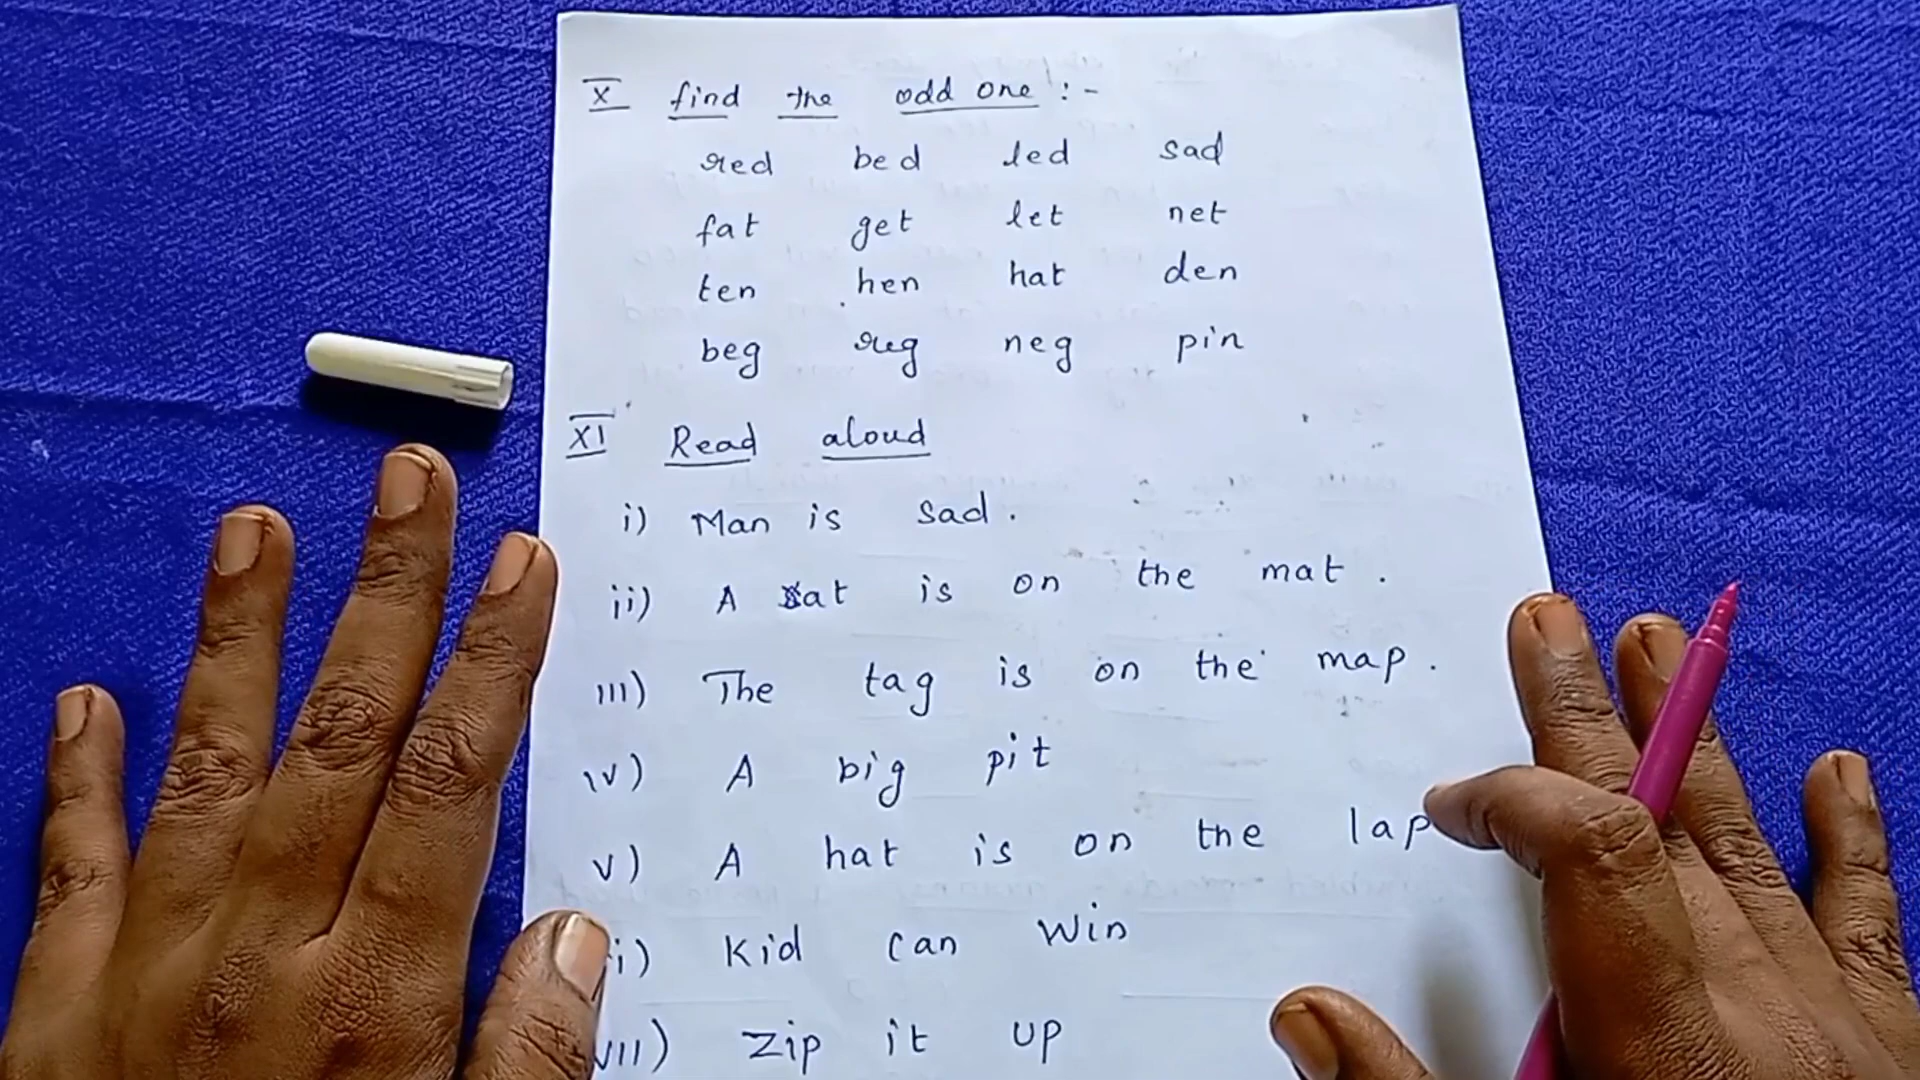 X find the odd one :-
red bed led sad
fat get let net
ten hen hat den
beg reg neg pin
XI Read aloud
i) Man is sad.
ii) A sat is on the mat.
iii) The tag is on the map.
iv) A big pit
v) A hat is on the lap
i) Kid can win
vii) Zip it up